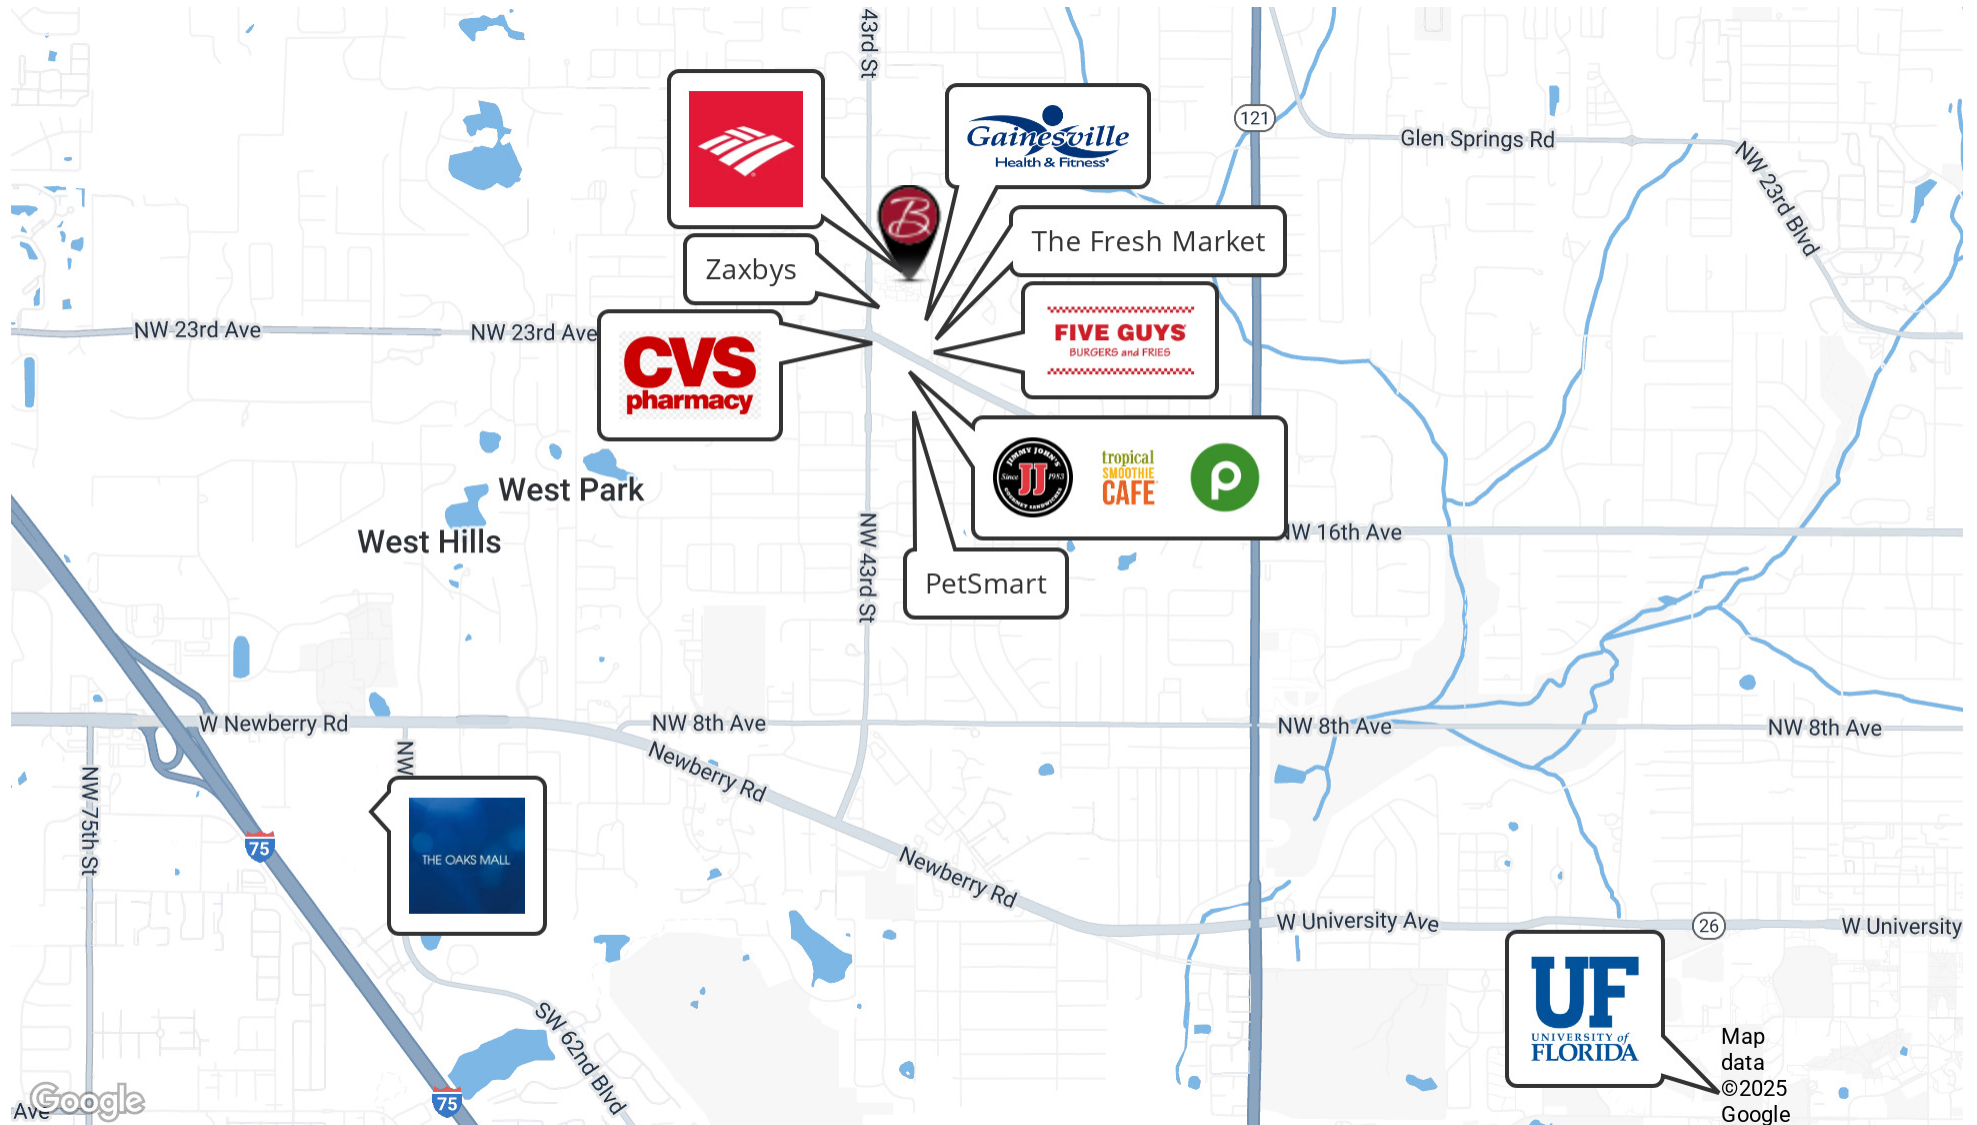 43rd St
121
Glen Springs Rd
NW 23rd Blvd
Gainesville
Health & Fitness
B
The Fresh Market
Zaxbys
NW 23rd Ave
NW 23rd Ave
CVS
pharmacy
FIVE GUYS
BURGERS and FRIES
JIMMY JOHN'S
Since 1983
JJ
GOURMET SANDWICHES
tropical
SMOOTHIE
CAFE
p
West Park
West Hills
NW 16th Ave
NW 43rd St
PetSmart
W Newberry Rd
NW 8th Ave
NW 8th Ave
NW 8th Ave
NW
Newberry Rd
NW 75th St
THE OAKS MALL
75
Newberry Rd
W University Ave
26
W University
UF
UNIVERSITY of
FLORIDA
SW 62nd Blvd
75
Google
Ave
Map
data
©2025
Google